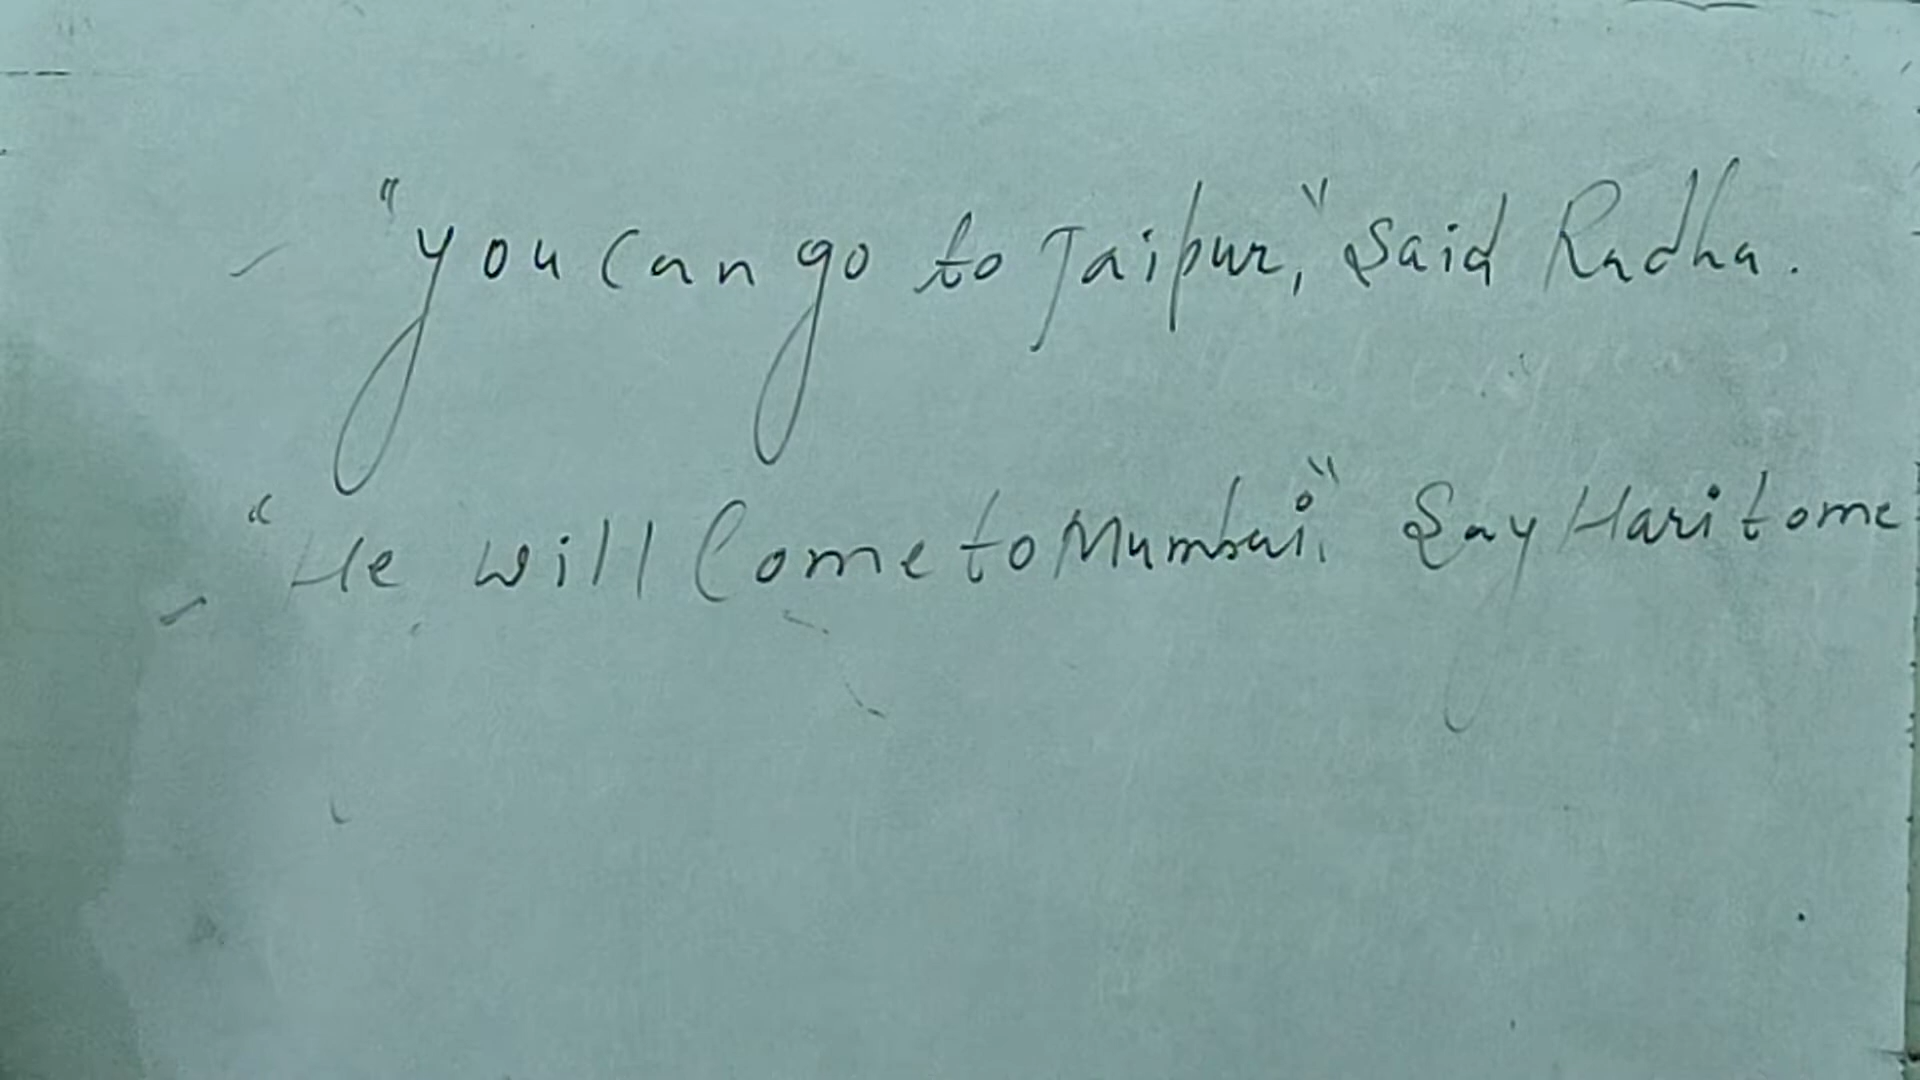 "you can go to Jaipur," Said Radha.
"He will Come to Mumbai." Say Hari to me